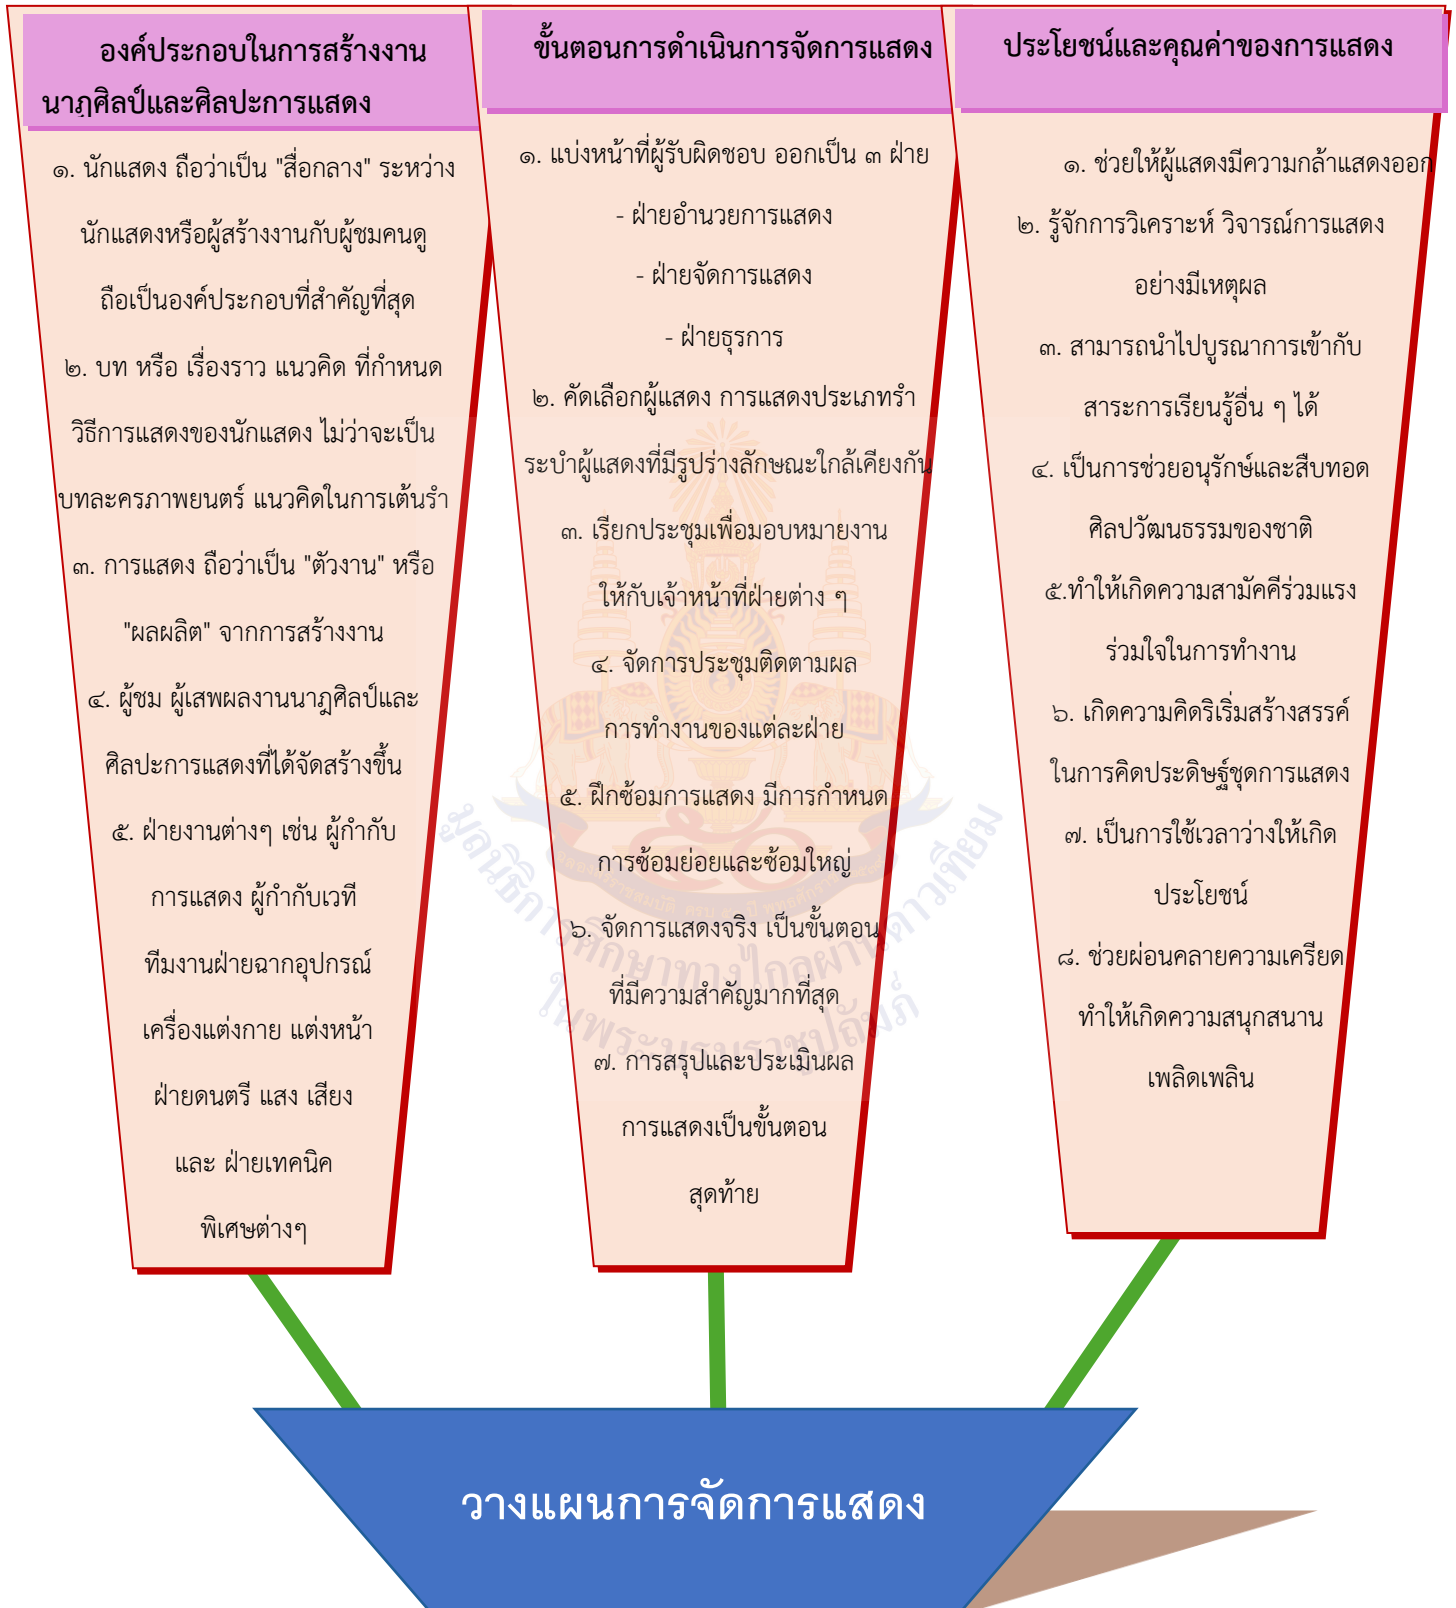 องค์ประกอบในการสร้างงาน
นาฏศิลป์และศิลปะการแสดง
๑. นักแสดง ถือว่าเป็น "สื่อกลาง" ระหว่าง
นักแสดงหรือผู้สร้างงานกับผู้ชมคนดู
ถือเป็นองค์ประกอบที่สำคัญที่สุด
๒. บท หรือ เรื่องราว แนวคิด ที่กำหนด
วิธีการแสดงของนักแสดง ไม่ว่าจะเป็น
บทละครภาพยนตร์ แนวคิดในการเต้นรำ
๓. การแสดง ถือว่าเป็น "ตัวงาน" หรือ
"ผลผลิต" จากการสร้างงาน
๔. ผู้ชม ผู้เสพผลงานนาฏศิลป์และ
ศิลปะการแสดงที่ได้จัดสร้างขึ้น
๕. ฝ่ายงานต่างๆ เช่น ผู้กำกับ
การแสดง ผู้กำกับเวที
ทีมงานฝ่ายฉากอุปกรณ์
เครื่องแต่งกาย แต่งหน้า
ฝ่ายดนตรี แสง เสียง
และ ฝ่ายเทคนิค
พิเศษต่างๆ
ขั้นตอนการดำเนินการจัดการแสดง
๑. แบ่งหน้าที่ผู้รับผิดชอบ ออกเป็น ๓ ฝ่าย
- ฝ่ายอำนวยการแสดง
- ฝ่ายจัดการแสดง
- ฝ่ายธุรการ
๒. คัดเลือกผู้แสดง การแสดงประเภทรำ
ระบำผู้แสดงที่มีรูปร่างลักษณะใกล้เคียงกัน
๓. เรียกประชุมเพื่อมอบหมายงาน
ให้กับเจ้าหน้าที่ฝ่ายต่าง ๆ
๔. จัดการประชุมติดตามผล
การทำงานของแต่ละฝ่าย
๕. ฝึกซ้อมการแสดง มีการกำหนด
การซ้อมย่อยและซ้อมใหญ่
๖. จัดการแสดงจริง เป็นขั้นตอน
ที่มีความสำคัญมากที่สุด
๗. การสรุปและประเมินผล
การแสดงเป็นขั้นตอน
สุดท้าย
ประโยชน์และคุณค่าของการแสดง
๑. ช่วยให้ผู้แสดงมีความกล้าแสดงออก
๒. รู้จักการวิเคราะห์ วิจารณ์การแสดง
อย่างมีเหตุผล
๓. สามารถนำไปบูรณาการเข้ากับ
สาระการเรียนรู้อื่น ๆ ได้
๔. เป็นการช่วยอนุรักษ์และสืบทอด
ศิลปวัฒนธรรมของชาติ
๕.ทำให้เกิดความสามัคคีร่วมแรง
ร่วมใจในการทำงาน
๖. เกิดความคิดริเริ่มสร้างสรรค์
ในการคิดประดิษฐ์ชุดการแสดง
๗. เป็นการใช้เวลาว่างให้เกิด
ประโยชน์
๘. ช่วยผ่อนคลายความเครียด
ทำให้เกิดความสนุกสนาน
เพลิดเพลิน
มูลนิธิการศึกษาทางไกลผ่านดาวเทียม
ในพระบรมราชูปถัมภ์
วางแผนการจัดการแสดง